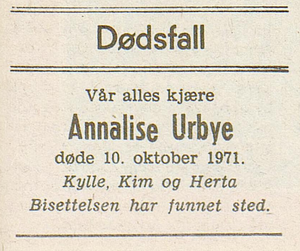 Dødsfall
Vår alles kjære
Annalise Urbye
døde 10. oktober 1971.
Kylle, Kim og Herta
Bisettelsen har funnet sted.